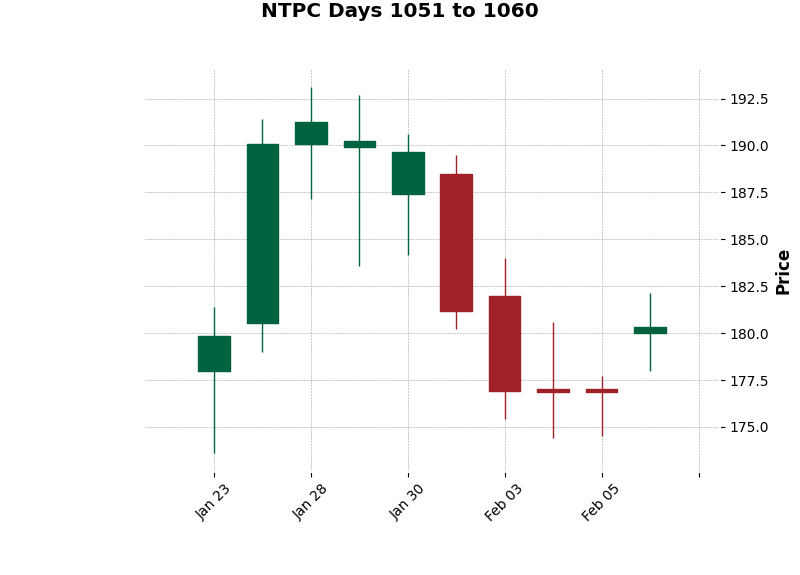 NTPC Days 1051 to 1060
192.5
190.0
187.5
185.0
182.5
180.0
177.5
175.0
Price
Jan 23
Jan 28
Jan 30
Feb 03
Feb 05